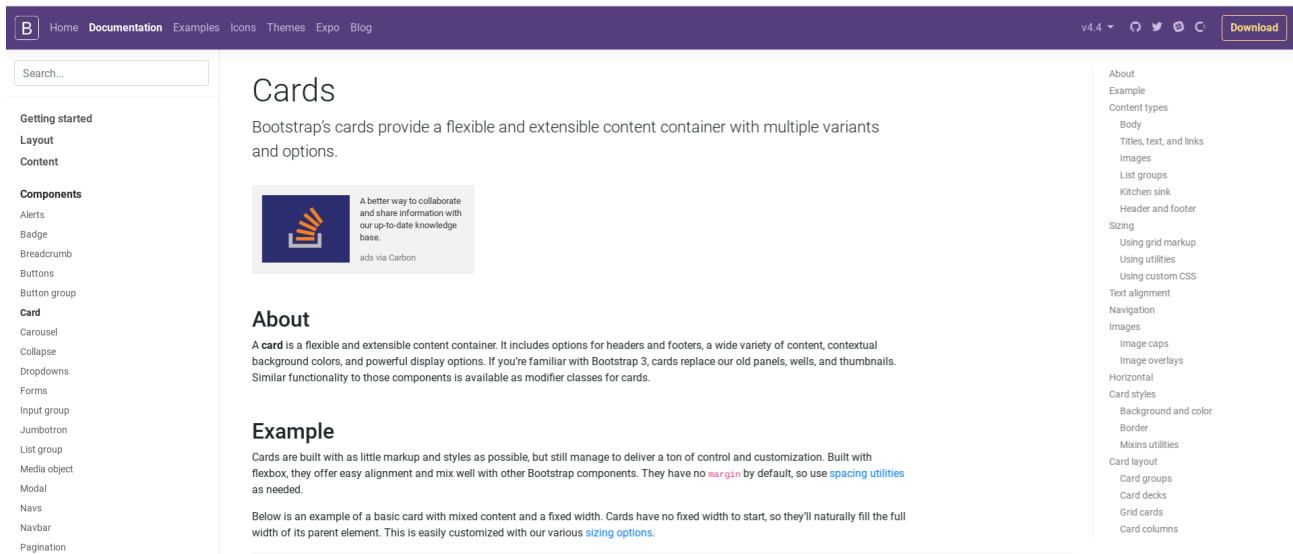 B Home Documentation Examples Icons Themes Expo Blog v4.4 Download
Search...
Getting started
Layout
Content
Components
Alerts
Badge
Breadcrumb
Buttons
Button group
Card
Carousel
Collapse
Dropdowns
Forms
Input group
Jumbotron
List group
Media object
Modal
Navs
Navbar
Pagination
Cards
Bootstrap’s cards provide a flexible and extensible content container with multiple variants
and options.
A better way to collaborate
and share information with
our up-to-date knowledge
base.
ads via Carbon
About
A card is a flexible and extensible content container. It includes options for headers and footers, a wide variety of content, contextual
background colors, and powerful display options. If you’re familiar with Bootstrap 3, cards replace our old panels, wells, and thumbnails.
Similar functionality to those components is available as modifier classes for cards.
Example
Cards are built with as little markup and styles as possible, but still manage to deliver a ton of control and customization. Built with
flexbox, they offer easy alignment and mix well with other Bootstrap components. They have no margin by default, so use spacing utilities
as needed.
Below is an example of a basic card with mixed content and a fixed width. Cards have no fixed width to start, so they’ll naturally fill the full
width of its parent element. This is easily customized with our various sizing options.
About
Example
Content types
Body
Titles, text, and links
Images
List groups
Kitchen sink
Header and footer
Sizing
Using grid markup
Using utilities
Using custom CSS
Text alignment
Navigation
Images
Image caps
Image overlays
Horizontal
Card styles
Background and color
Border
Mixins utilities
Card layout
Card groups
Card decks
Grid cards
Card columns